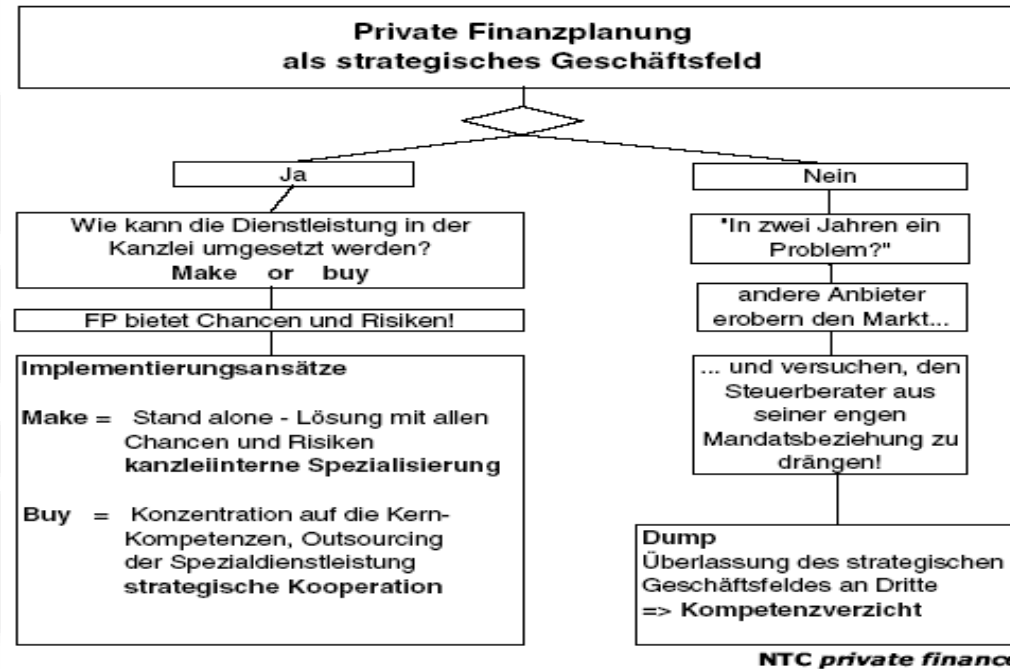 Private Finanzplanung
als strategisches Geschäftsfeld
Ja
Wie kann die Dienstleistung in der
Kanzlei umgesetzt werden?
Make or buy
FP bietet Chancen und Risiken!
Implementierungsansätze
Make = Stand alone - Lösung mit allen
Chancen und Risiken
kanzleiinterne Spezialisierung
Buy = Konzentration auf die Kern-
Kompetenzen, Outsourcing
der Spezialdienstleistung
strategische Kooperation
Nein
"In zwei Jahren ein
Problem?"
andere Anbieter
erobern den Markt...
... und versuchen, den
Steuerberater aus
seiner engen
Mandatsbeziehung zu
drängen!
Dump
Überlassung des strategischen
Geschäftsfeldes an Dritte
=> Kompetenzverzicht
NTC private finance